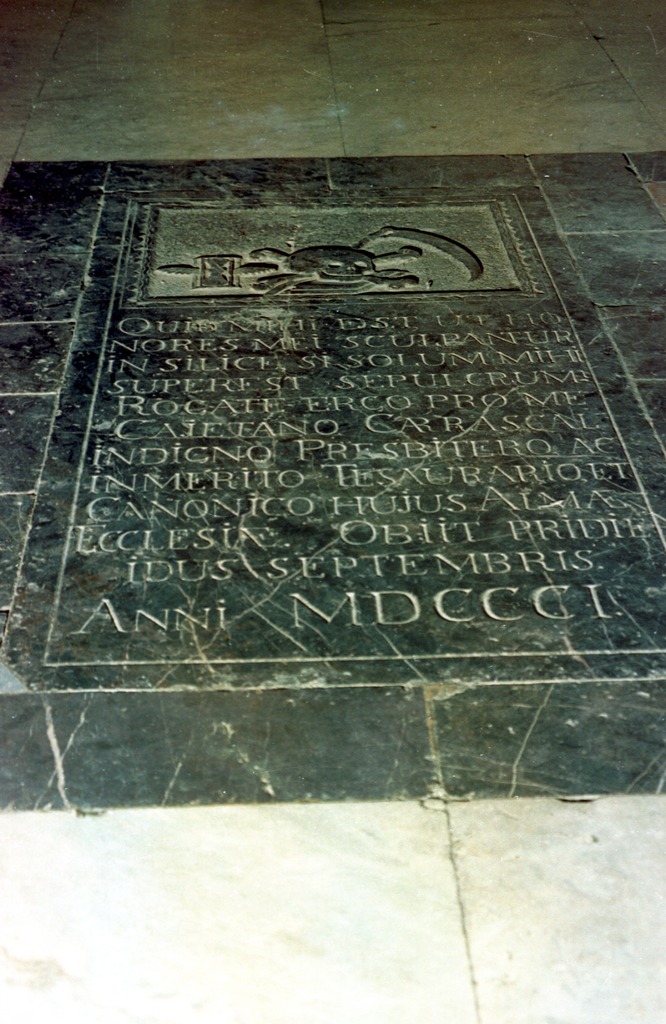 QUID MIHI EST UT HO
NORES MEI SCULPANTUR
IN SILICE, SI SOLUM MIHI
SUPEREST SEPULCRUM:
ROGATE ERGO PRO ME
CAIETANO CARRASCAL
INDIGNO PRESBITERO, AC
INMERITO TESAURARIO, ET
CANONICO HUIUS ALMÆ
ECCLESIÆ. OBIIT PRIDIE
IDUS SEPTEMBRIS
ANNI MDCCCI